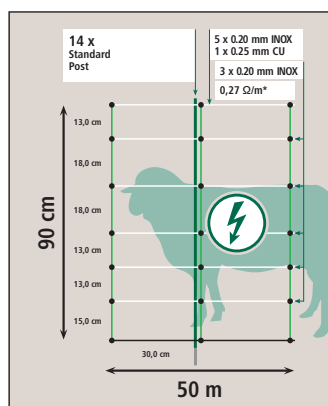 14 x
Standard
Post
5 x 0.20 mm INOX
1 x 0.25 mm CU
3 x 0.20 mm INOX
0,27 Ω/m*
90 cm
13,0 cm
18,0 cm
18,0 cm
13,0 cm
13,0 cm
15,0 cm
30,0 cm
50 m